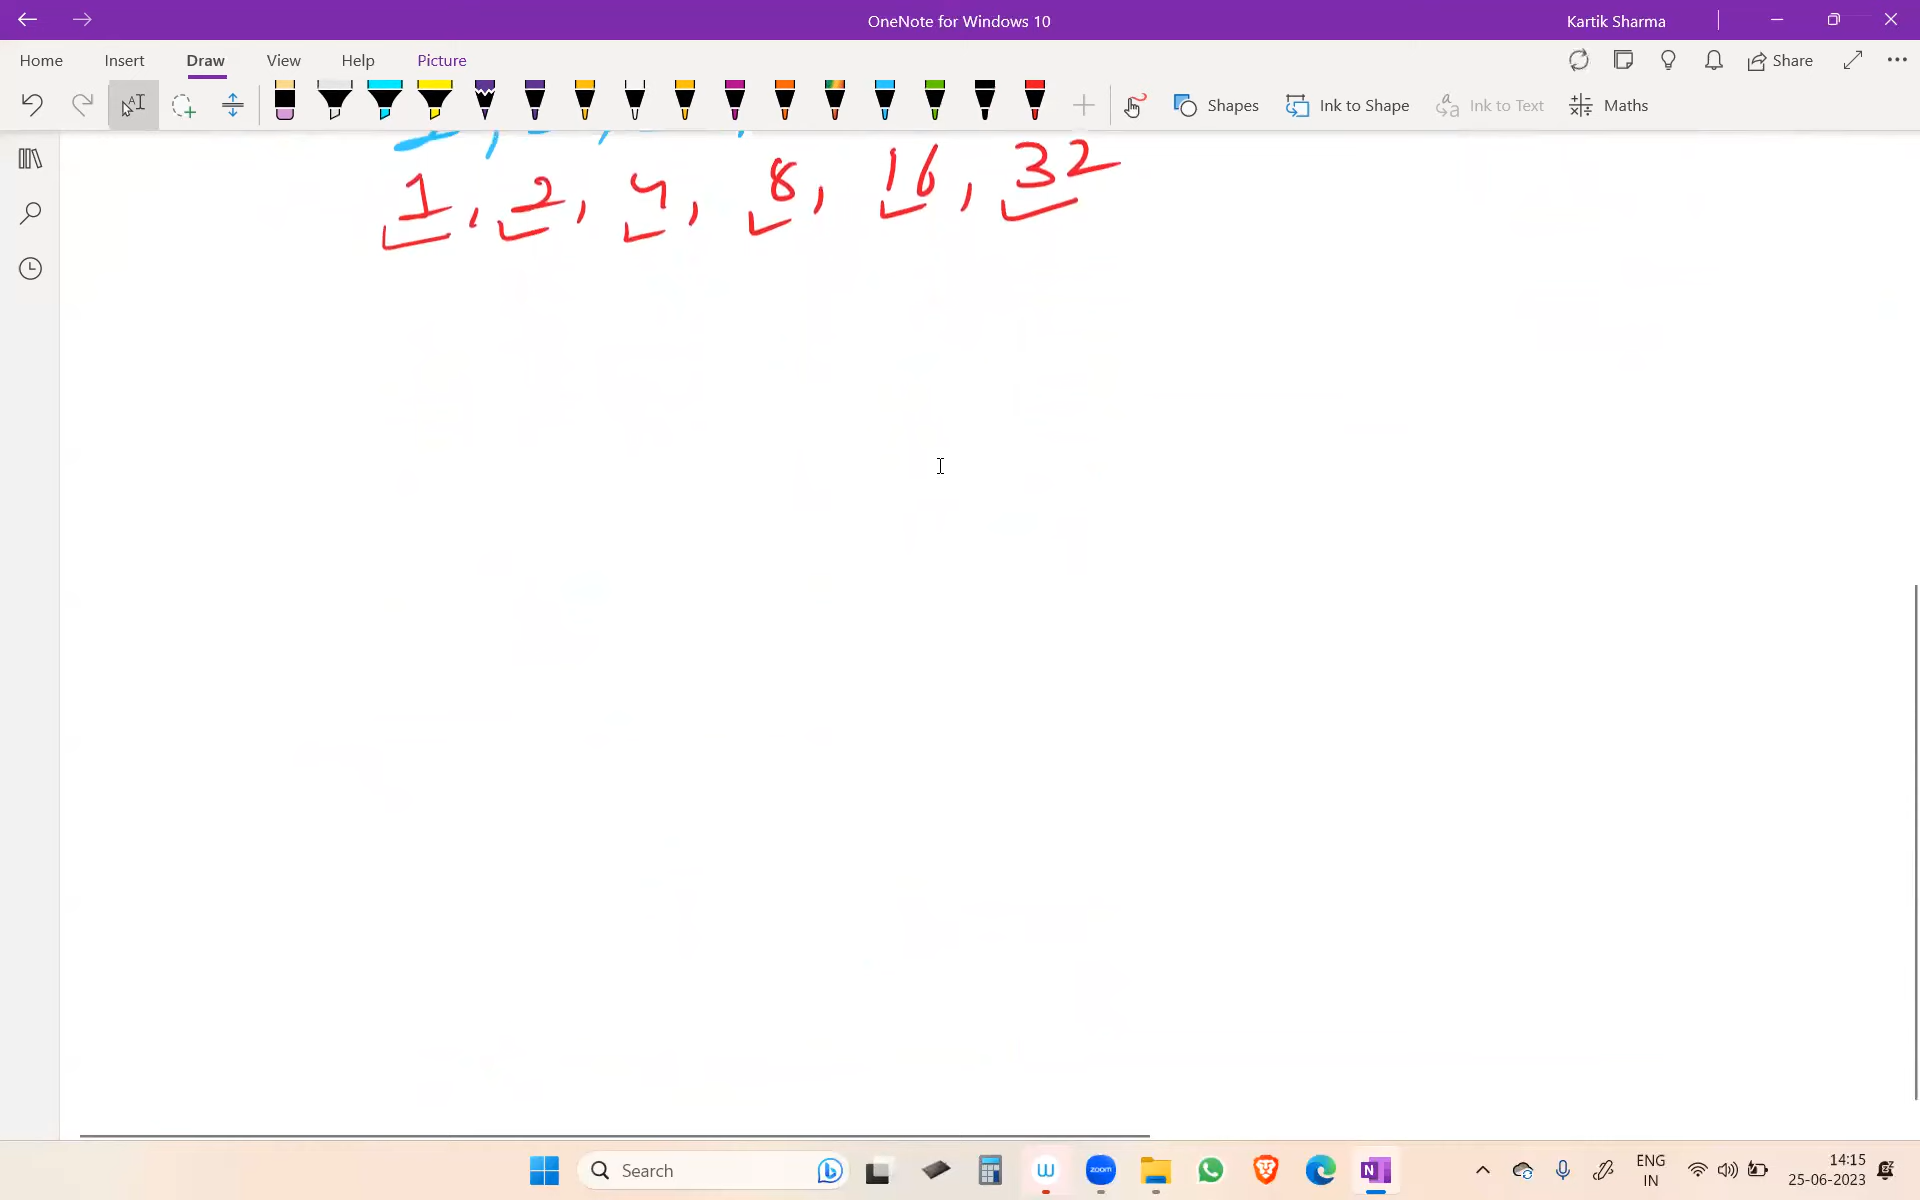 OneNote for Windows 10
Kartik Sharma
Home Insert Draw View Help Picture
Share
Shapes Ink to Shape Ink to Text Maths
1, 2, 4, 8, 16, 32
Search
zoom
ENG
IN
14:15
25-06-2023